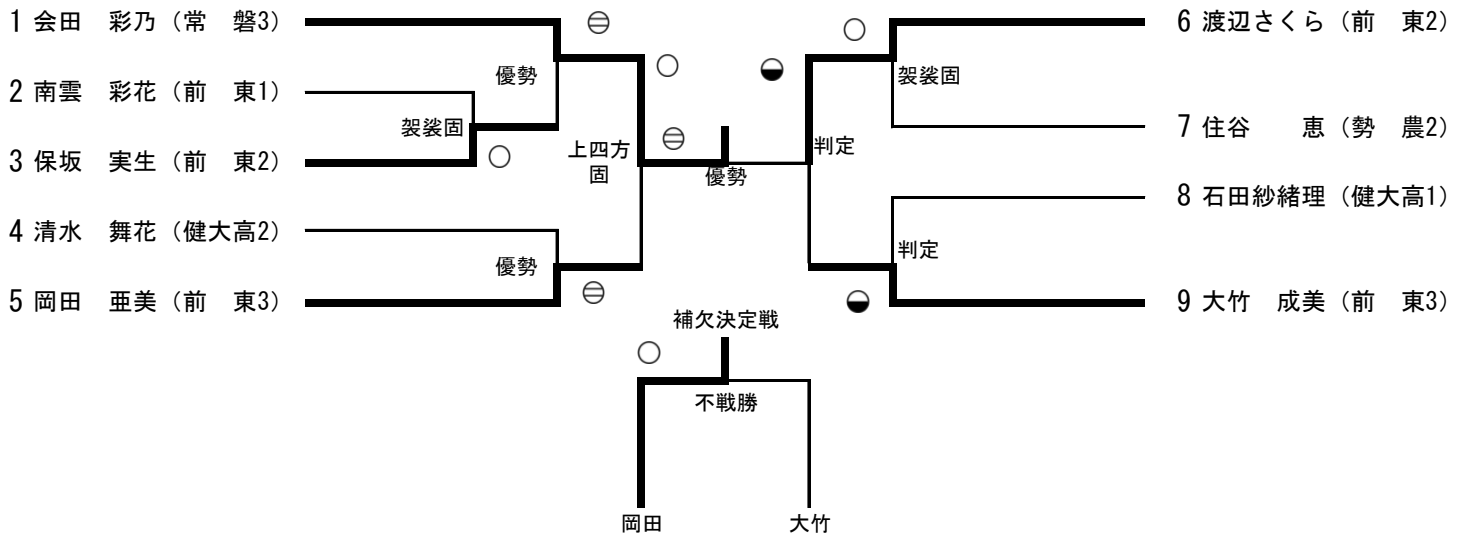 1 会田　彩乃（常　磐3）
2 南雲　彩花（前　東1）
3 保坂　実生（前　東2）
4 清水　舞花（健大高2）
5 岡田　亜美（前　東3）
優勢
袈裟固
上四方
固
優勢
優勢
判定
袈裟固
判定
6 渡辺さくら（前　東2）
7 住谷　　恵（勢　農2）
8 石田紗緒理（健大高1）
9 大竹　成美（前　東3）
補欠決定戦
不戦勝
岡田
大竹